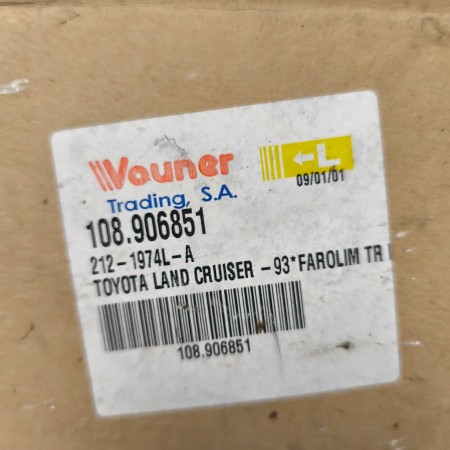 Vauner
Trading, S.A.
←L
09/01/01
108.906851
212-1974L-A
TOYOTA LAND CRUISER -93*FAROLIM TR
108.906851